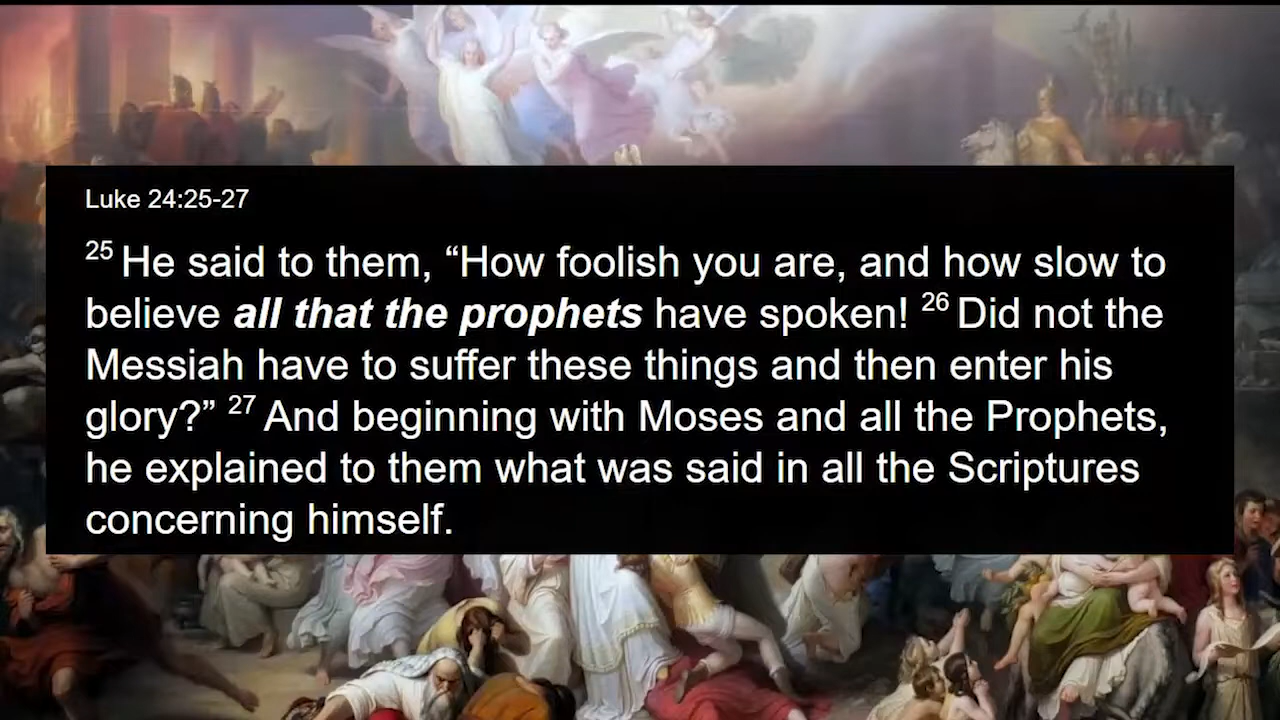 Luke 24:25-27
25 He said to them, “How foolish you are, and how slow to
believe all that the prophets have spoken! 26 Did not the
Messiah have to suffer these things and then enter his
glory?” 27 And beginning with Moses and all the Prophets,
he explained to them what was said in all the Scriptures
concerning himself.